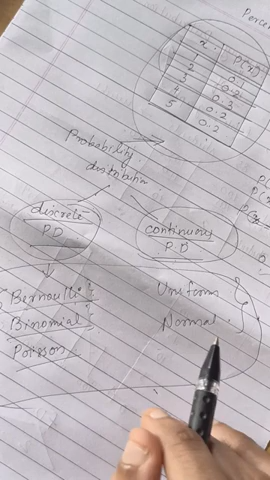 Percen
x P(x)
1 0
2 0.2
3 0.3
4 0.2
5 0.2
Probability
distribution
discrete
P.D
continuous
P.D
Bernoulli
Binomial
Poisson
Uniform
Normal